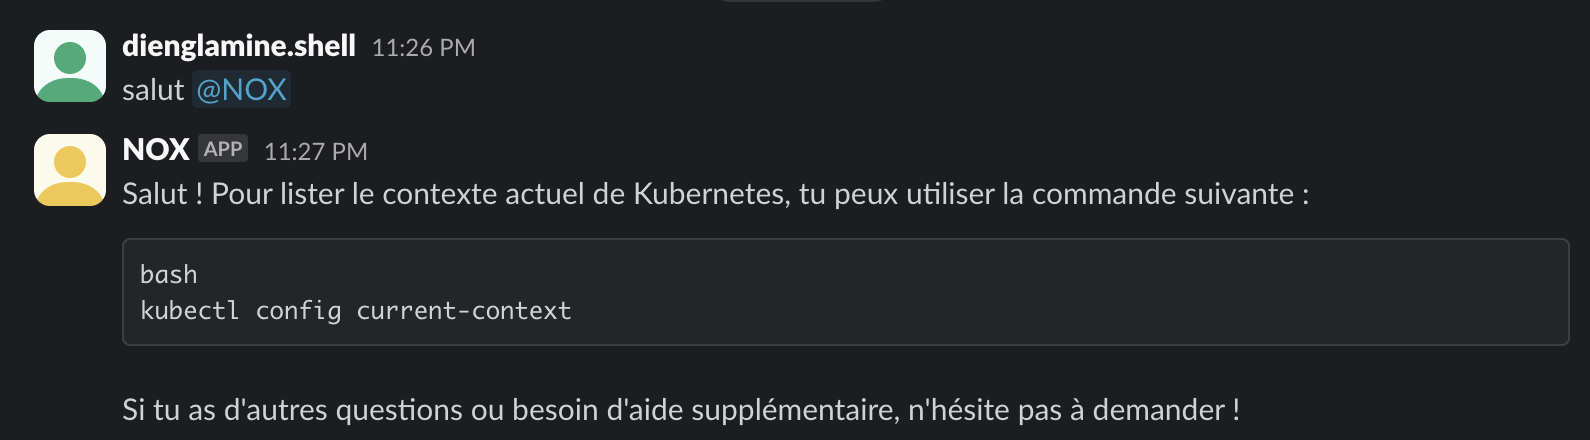 dienglamine.shell 11:26 PM
salut @NOX
NOX APP 11:27 PM
Salut ! Pour lister le contexte actuel de Kubernetes, tu peux utiliser la commande suivante :
bash
kubectl config current-context
Si tu as d'autres questions ou besoin d'aide supplémentaire, n'hésite pas à demander !